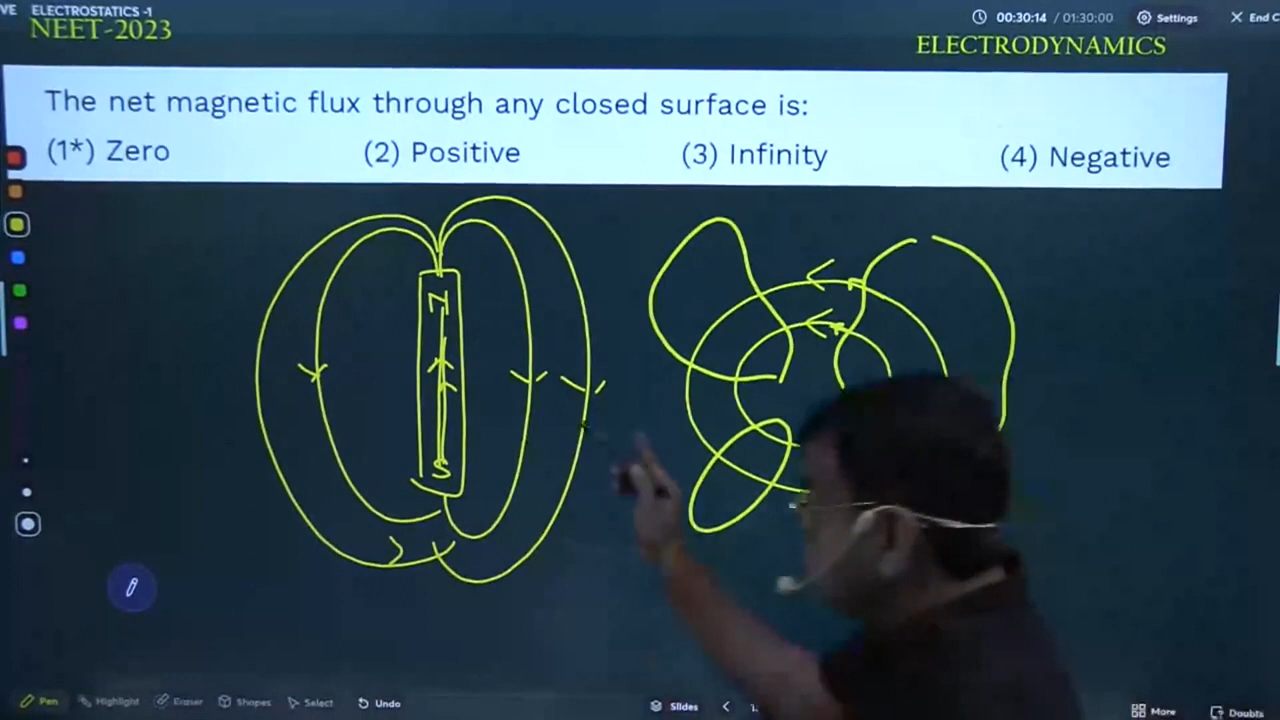 VE ELECTROSTATICS -1
00:30:14 / 01:30:00 Settings End C
NEET-2023
ELECTRODYNAMICS
The net magnetic flux through any closed surface is:
(1*) Zero (2) Positive (3) Infinity (4) Negative
N
S
Pen Highlight Eraser Shapes Select Undo Slides More Doubts